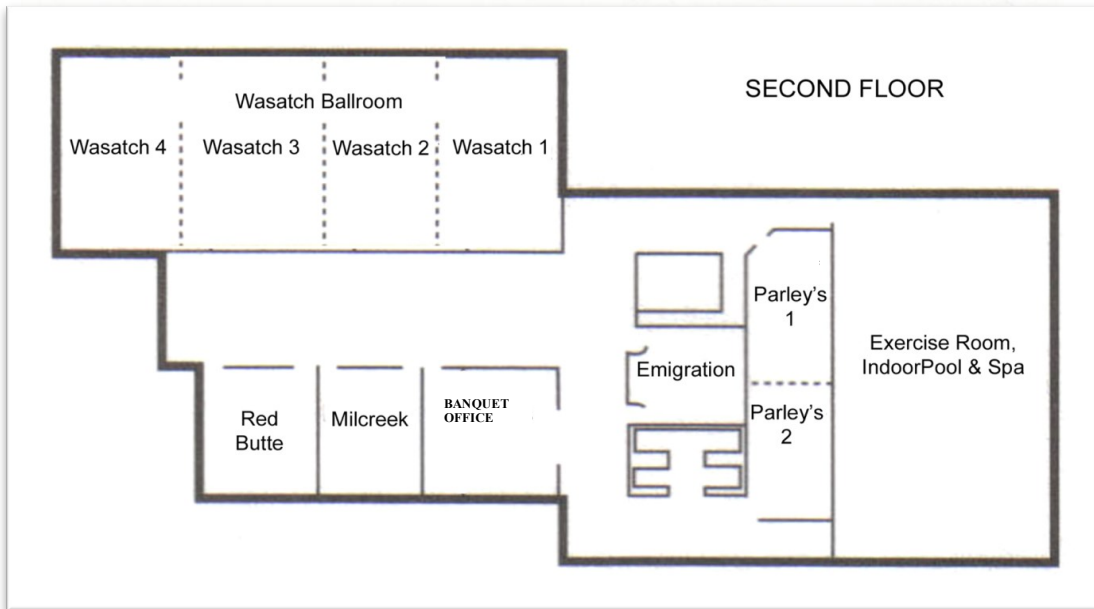 SECOND FLOOR
Wasatch Ballroom
Wasatch 4
Wasatch 3
Wasatch 2
Wasatch 1
Parley's
1
Exercise Room,
IndoorPool & Spa
Emigration
Parley's
2
Red
Butte
Milcreek
BANQUET
OFFICE